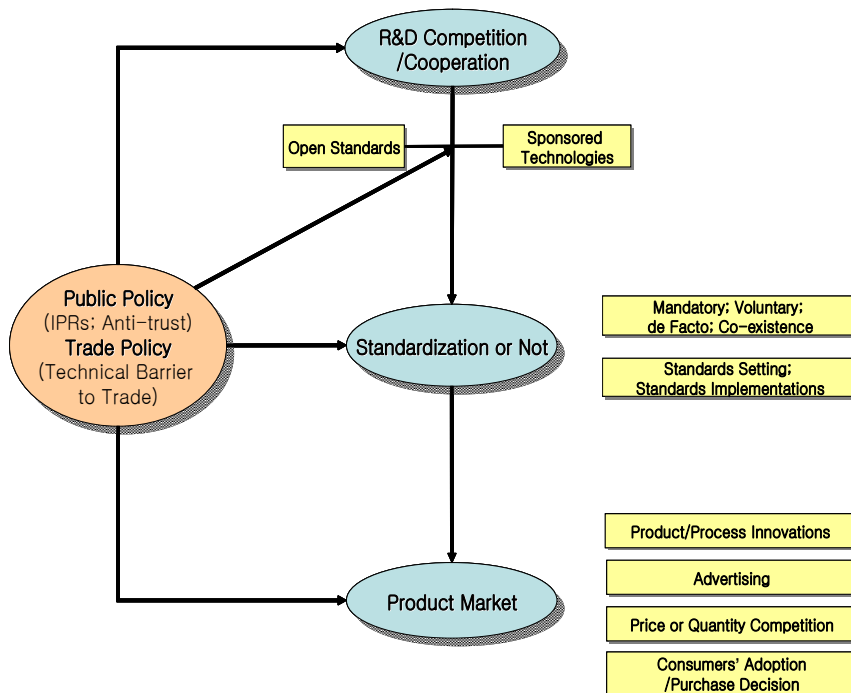 R&D Competition
/Cooperation
Open Standards
Sponsored
Technologies
Public Policy
(IPRs; Anti-trust)
Trade Policy
(Technical Barrier
to Trade)
Standardization or Not
Mandatory; Voluntary;
de Facto; Co-existence
Standards Setting;
Standards Implementations
Product Market
Product/Process Innovations
Advertising
Price or Quantity Competition
Consumers' Adoption
/Purchase Decision